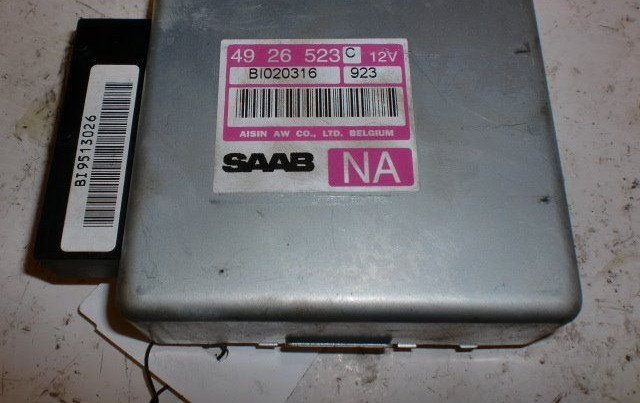 49 26 523 C 12V
BI020316 923
AISIN AW CO., LTD. BELGIUM
SAAB NA
BI9513026